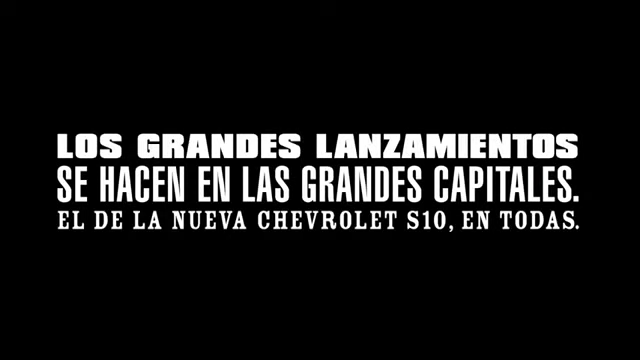 LOS GRANDES LANZAMIENTOS
SE HACEN EN LAS GRANDES CAPITALES.
EL DE LA NUEVA CHEVROLET S10, EN TODAS.